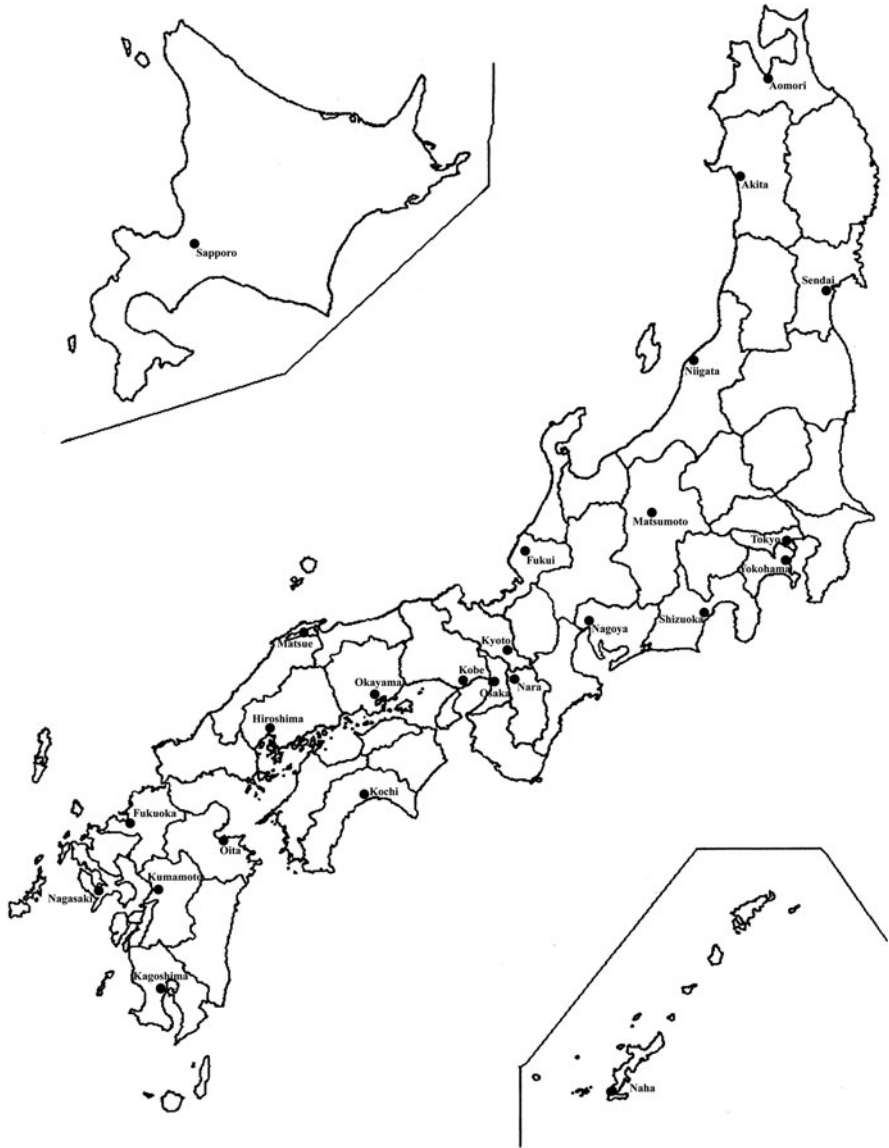 Aomori
Akita
Sapporo
Sendai
Niigata
Matsumoto
Tokyo
Fukui
Yokohama
Shizuoka
Nagoya
Matsue
Kyoto
Kobe
Okayama
Osaka
Nara
Hiroshima
Kochi
Fukuoka
Oita
Kumamoto
Nagasaki
Kagoshima
Naha